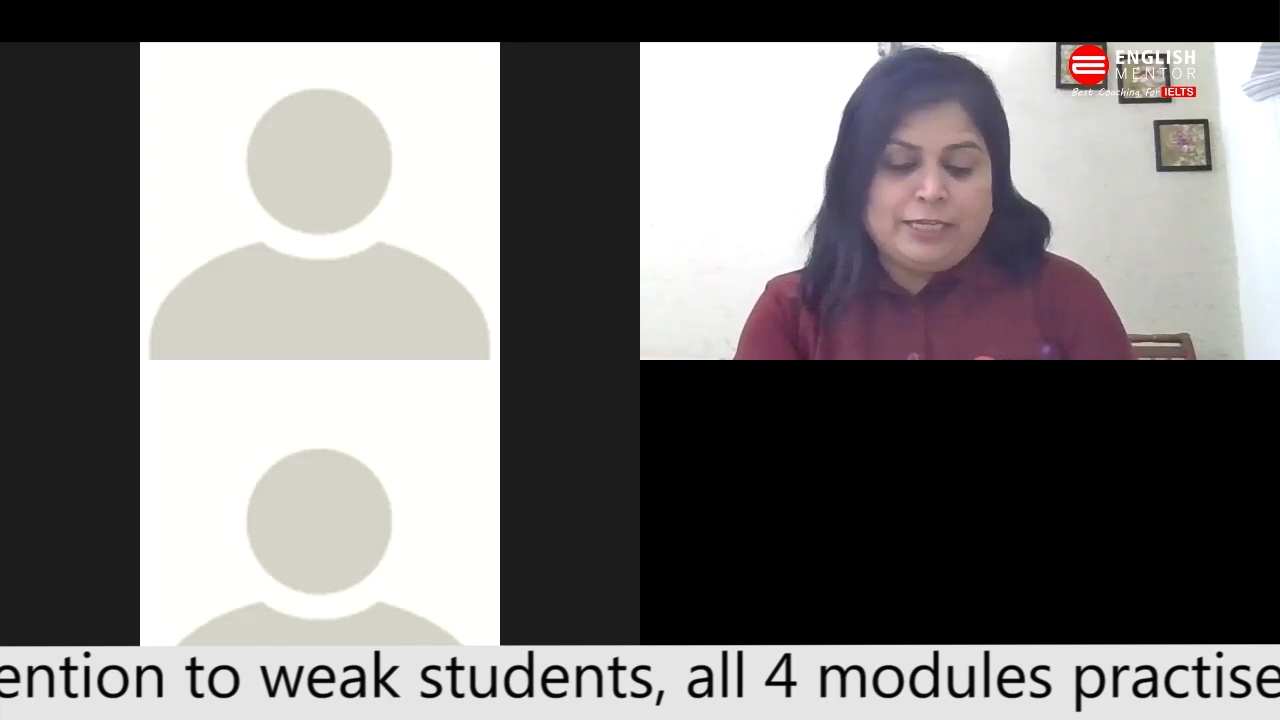 ENGLISH
MENTOR
Best Coaching for IELTS
ention to weak students, all 4 modules practise